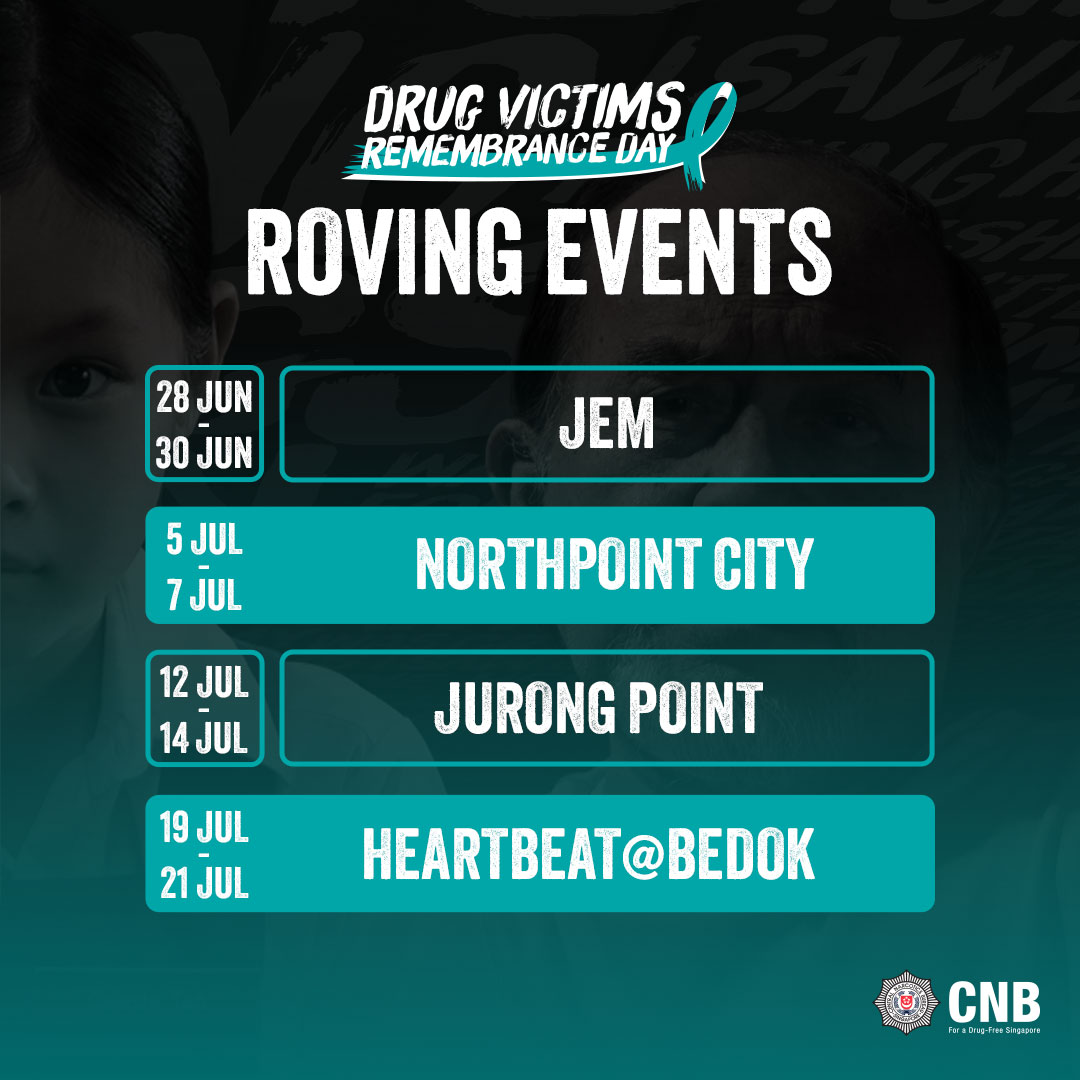 DRUG VICTIMS
REMEMBRANCE DAY
ROVING EVENTS
28 JUN
-
30 JUN
JEM
5 JUL
-
7 JUL
NORTHPOINT CITY
12 JUL
-
14 JUL
JURONG POINT
19 JUL
-
21 JUL
HEARTBEAT@BEDOK
CNB
For a Drug-Free Singapore